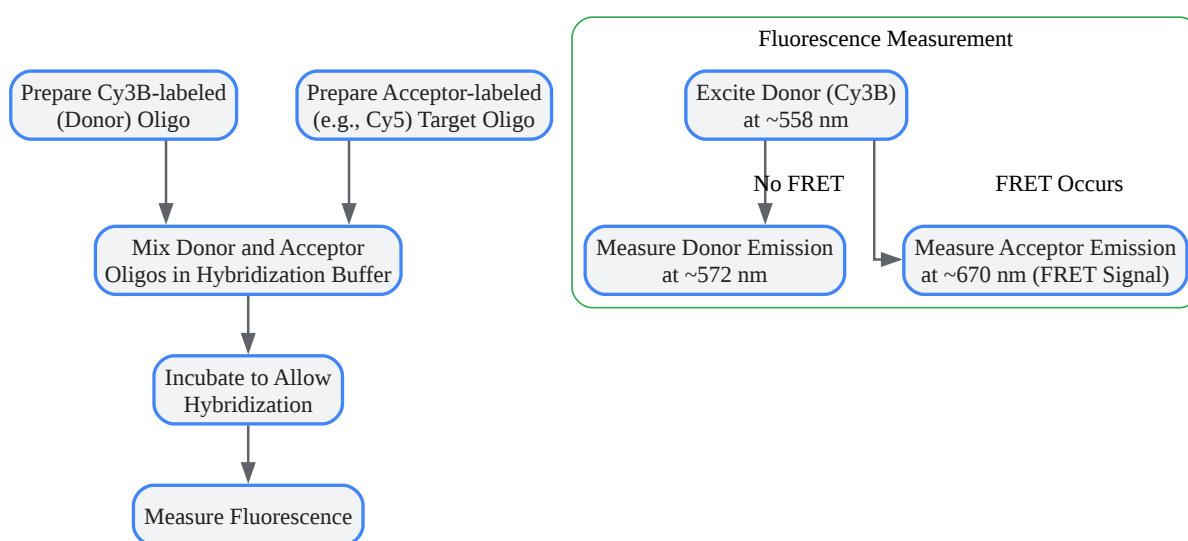 Prepare Cy3B-labeled
(Donor) Oligo
Prepare Acceptor-labeled
(e.g., Cy5) Target Oligo
Mix Donor and Acceptor
Oligos in Hybridization Buffer
Incubate to Allow
Hybridization
Measure Fluorescence
Fluorescence Measurement
Excite Donor (Cy3B)
at ~558 nm
No FRET
FRET Occurs
Measure Donor Emission
at ~572 nm
Measure Acceptor Emission
at ~670 nm (FRET Signal)